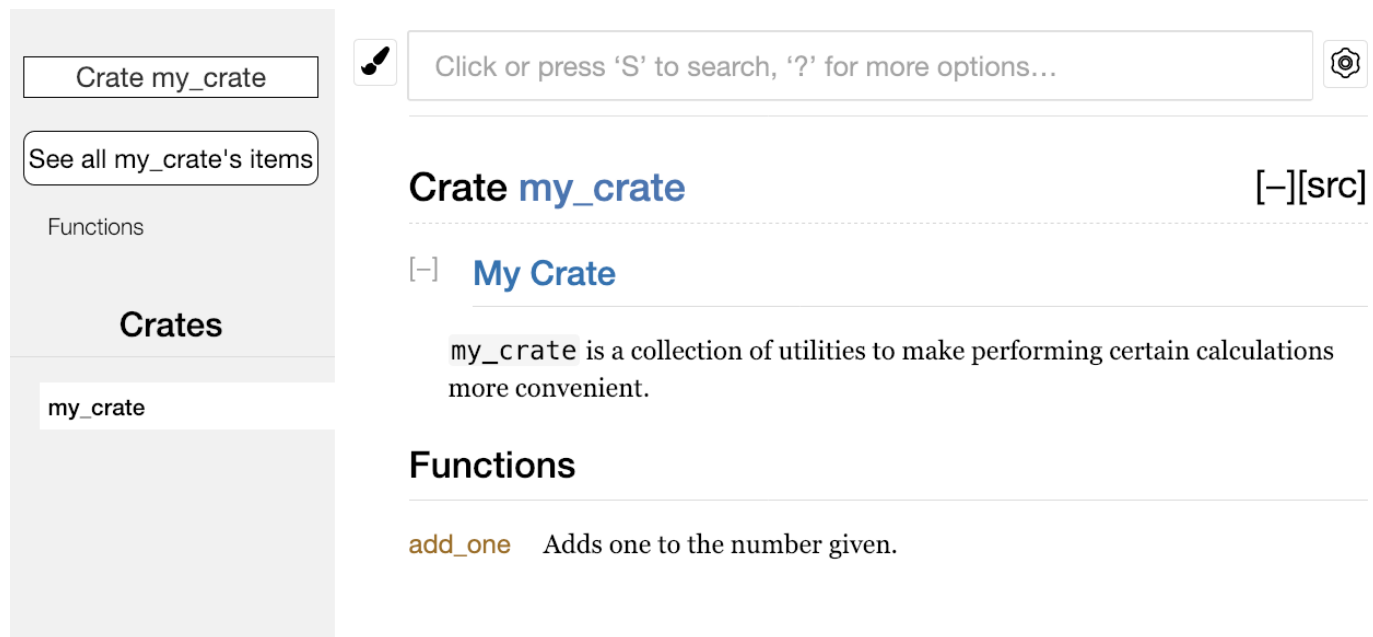 Crate my_crate
See all my_crate's items
Functions
Crates
my_crate
Click or press ‘S’ to search, ‘?’ for more options…
Crate my_crate
[−][src]
[−]
My Crate
my_crate is a collection of utilities to make performing certain calculations
more convenient.
Functions
add_one Adds one to the number given.